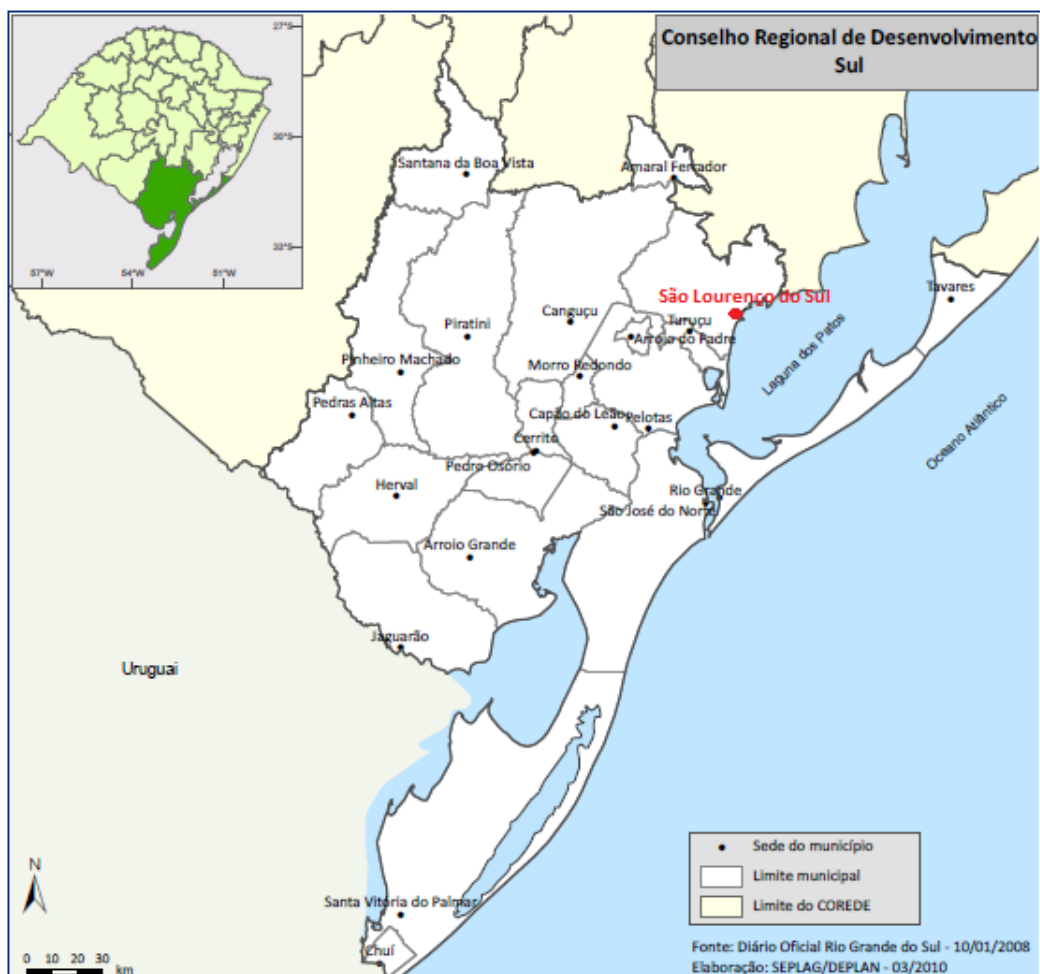 Conselho Regional de Desenvolvimento
Sul
27°S
30°S
33°S
57°W
54°W
51°W
Santana da Boa Vista
Amaral Ferrador
Tavares
São Lourenço do Sul
Canguçu
Turuçu
Piratini
Arroio do Padre
Pinheiro Machado
Morro Redondo
Laguna dos Patos
Pedras Altas
Capão do Leão
Pelotas
Oceano Atlântico
Cerrito
Pedro Osório
Herval
Rio Grande
São José do Norte
Arroio Grande
Jaguarão
Uruguai
Santa Vitória do Palmar
Chuí
N
0 10 20 30
km
Sede do município
Limite municipal
Limite do COREDE
Fonte: Diário Oficial Rio Grande do Sul - 10/01/2008
Elaboração: SEPLAG/DEPLAN - 03/2010